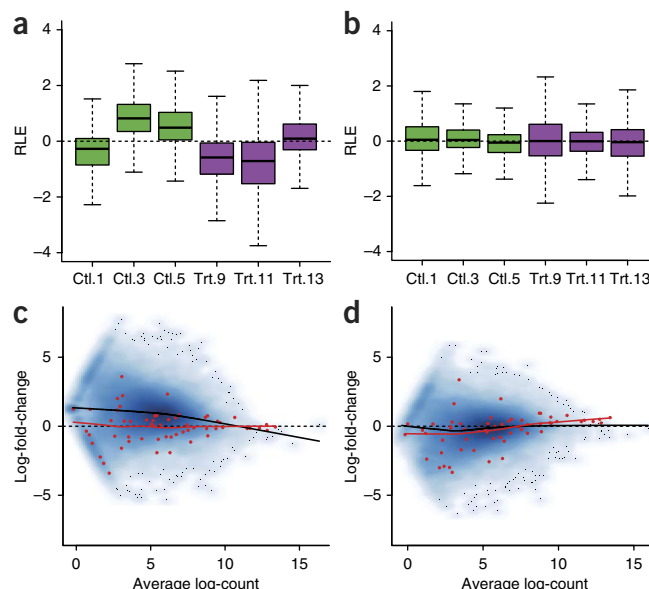 a
b
4
2
0
−2
−4
RLE
Ctl.1 Ctl.3 Ctl.5 Trt.9 Trt.11 Trt.13
4
2
0
−2
−4
RLE
Ctl.1 Ctl.3 Ctl.5 Trt.9 Trt.11 Trt.13
c
d
5
0
−5
Log-fold-change
0 5 10 15
Average log-count
5
0
−5
Log-fold-change
0 5 10 15
Average log-count